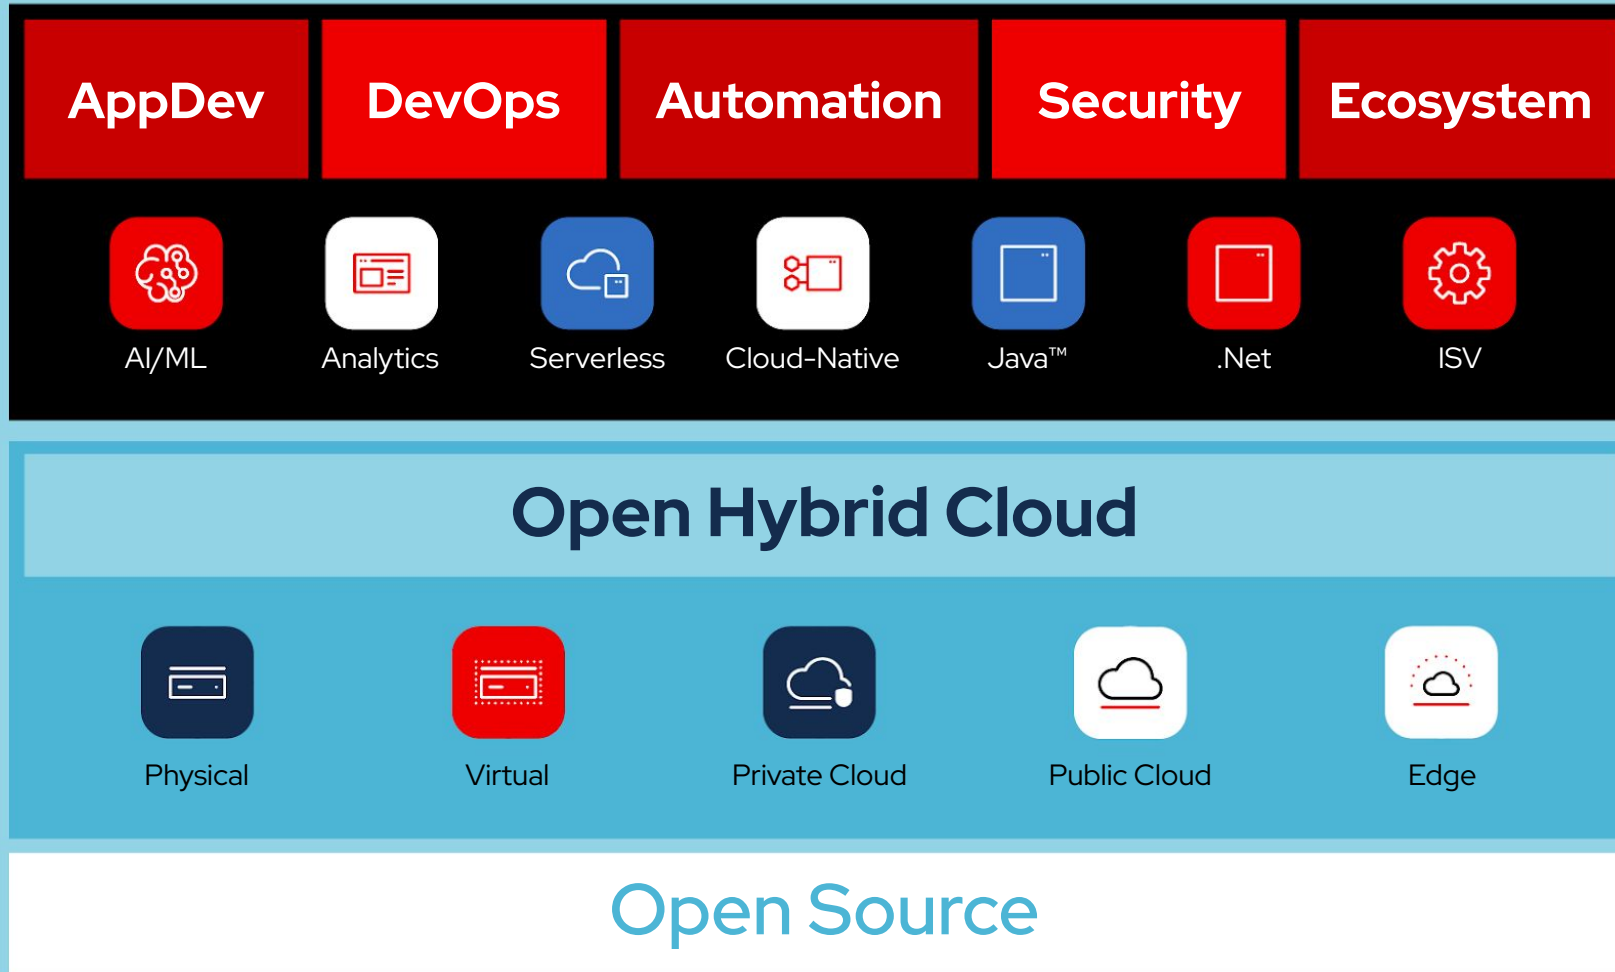 AppDev DevOps Automation Security Ecosystem
AI/ML Analytics Serverless Cloud-Native Java™ .Net ISV
Open Hybrid Cloud
Physical Virtual Private Cloud Public Cloud Edge
Open Source